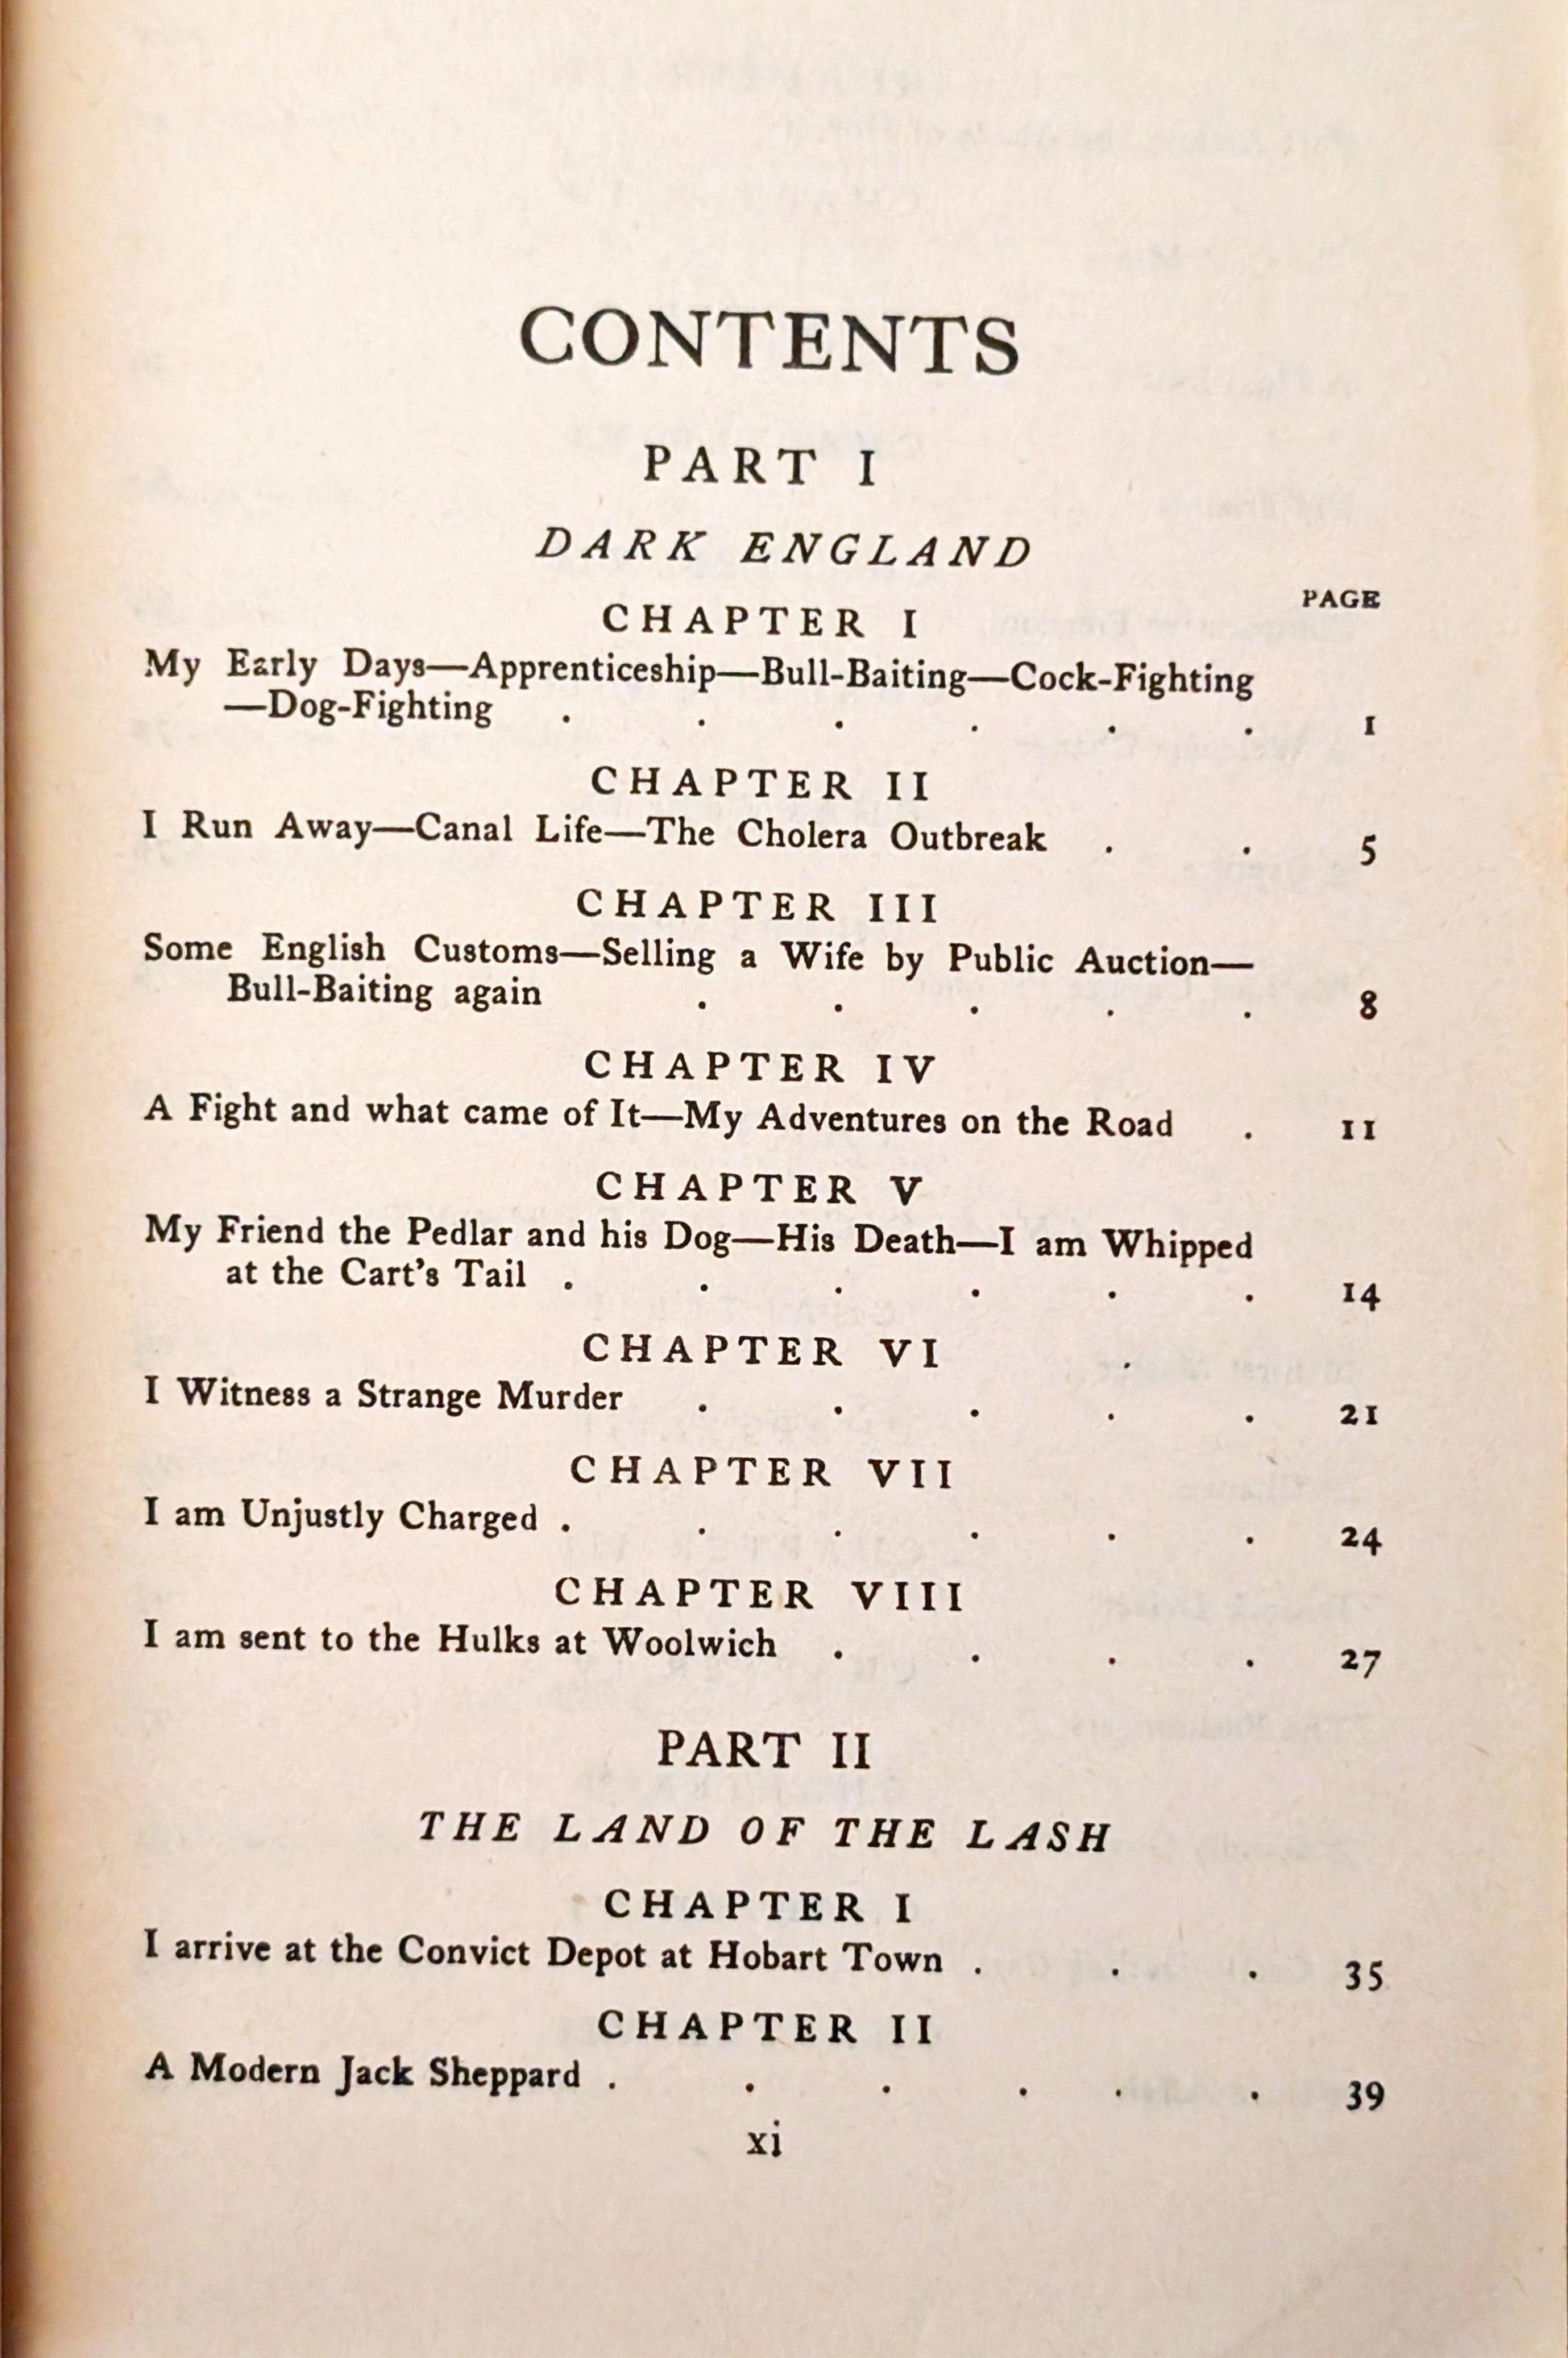 CONTENTS
PART I
DARK ENGLAND
PAGE
CHAPTER I
My Early Days—Apprenticeship—Bull-Baiting—Cock-Fighting
—Dog-Fighting . . . . . . 1
CHAPTER II
I Run Away—Canal Life—The Cholera Outbreak . . 5
CHAPTER III
Some English Customs—Selling a Wife by Public Auction—
Bull-Baiting again . . . . . 8
CHAPTER IV
A Fight and what came of It—My Adventures on the Road . 11
CHAPTER V
My Friend the Pedlar and his Dog—His Death—I am Whipped
at the Cart's Tail . . . . . . 14
CHAPTER VI
I Witness a Strange Murder . . . . . 21
CHAPTER VII
I am Unjustly Charged . . . . . . 24
CHAPTER VIII
I am sent to the Hulks at Woolwich . . . . 27
PART II
THE LAND OF THE LASH
CHAPTER I
I arrive at the Convict Depot at Hobart Town . . . 35
CHAPTER II
A Modern Jack Sheppard . . . . . . 39
xi